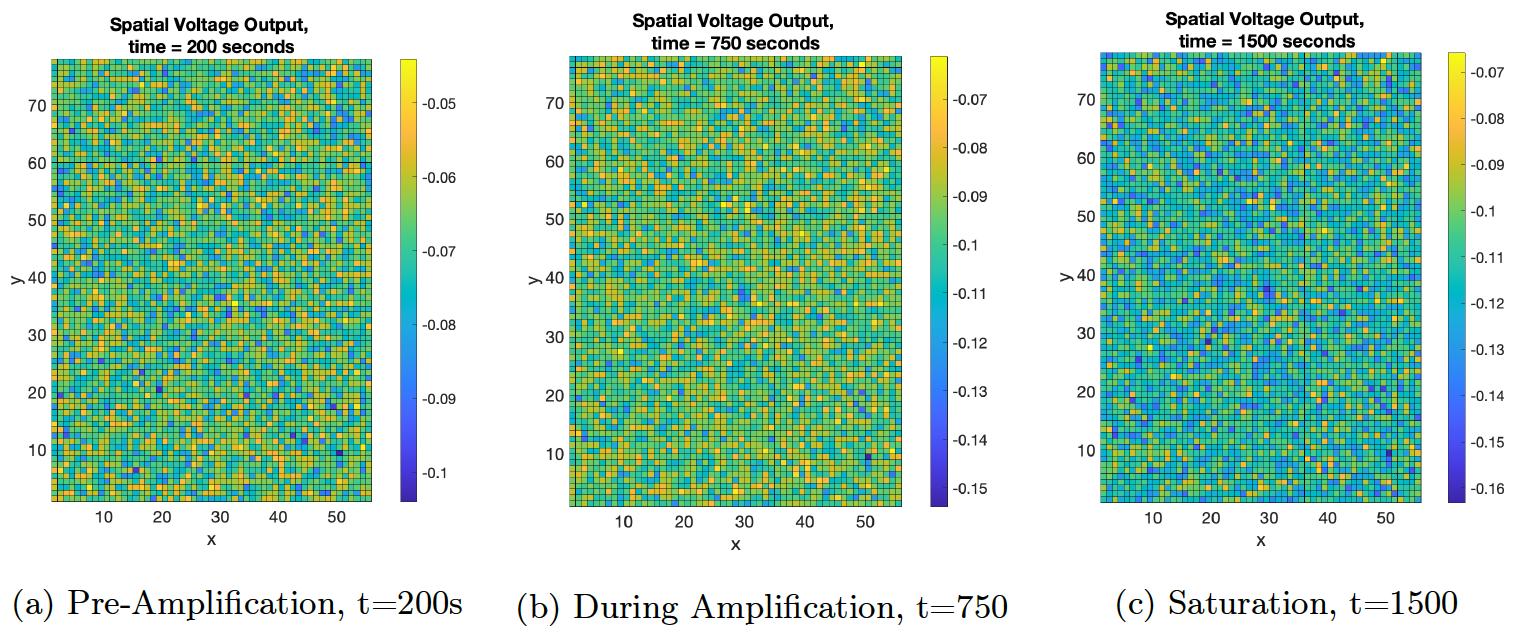 Spatial Voltage Output,
time = 200 seconds
70
60
50
40
30
20
10
y
10 20 30 40 50
x
-0.05
-0.06
-0.07
-0.08
-0.09
-0.1
(a) Pre-Amplification, t=200s
Spatial Voltage Output,
time = 750 seconds
70
60
50
40
30
20
10
y
10 20 30 40 50
x
-0.07
-0.08
-0.09
-0.1
-0.11
-0.12
-0.13
-0.14
-0.15
(b) During Amplification, t=750
Spatial Voltage Output,
time = 1500 seconds
70
60
50
40
30
20
10
y
10 20 30 40 50
x
-0.07
-0.08
-0.09
-0.1
-0.11
-0.12
-0.13
-0.14
-0.15
-0.16
(c) Saturation, t=1500